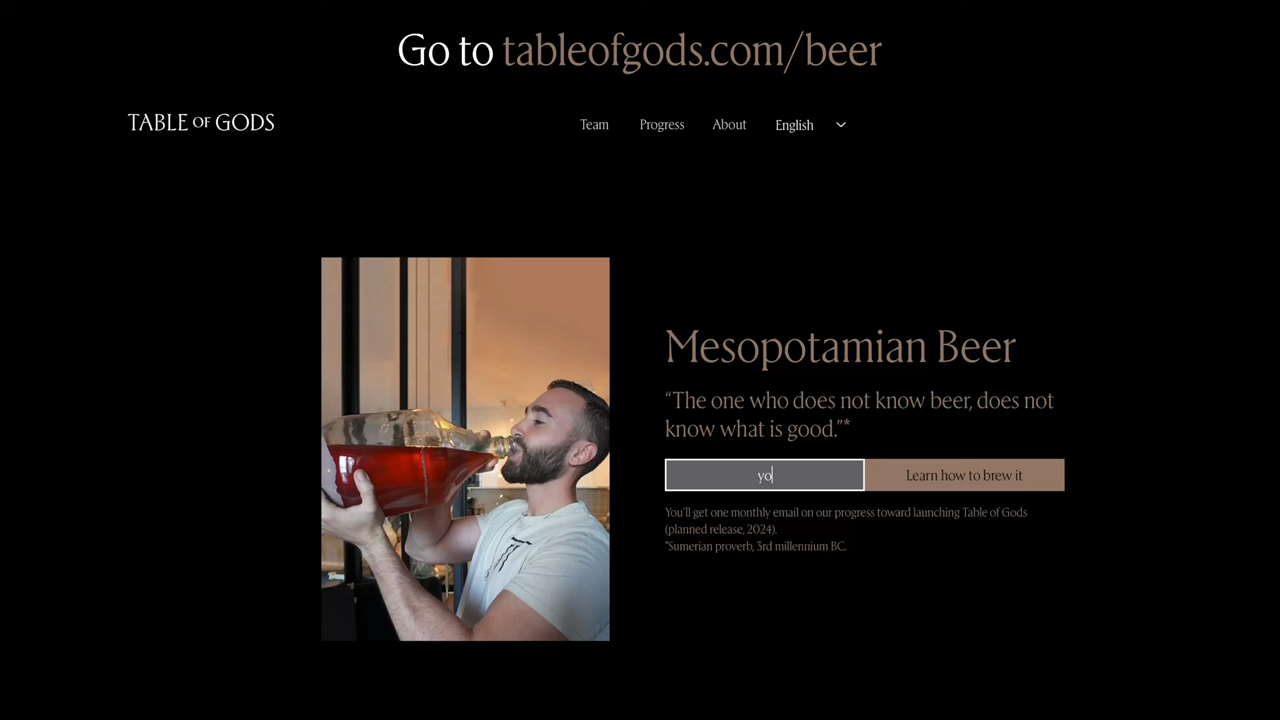 Go to tableofgods.com/beer
TABLE OF GODS
Team Progress About English
Mesopotamian Beer
“The one who does not know beer, does not
know what is good.”*
yo
Learn how to brew it
You'll get one monthly email on our progress toward launching Table of Gods
(planned release, 2024).
*Sumerian proverb, 3rd millennium BC.